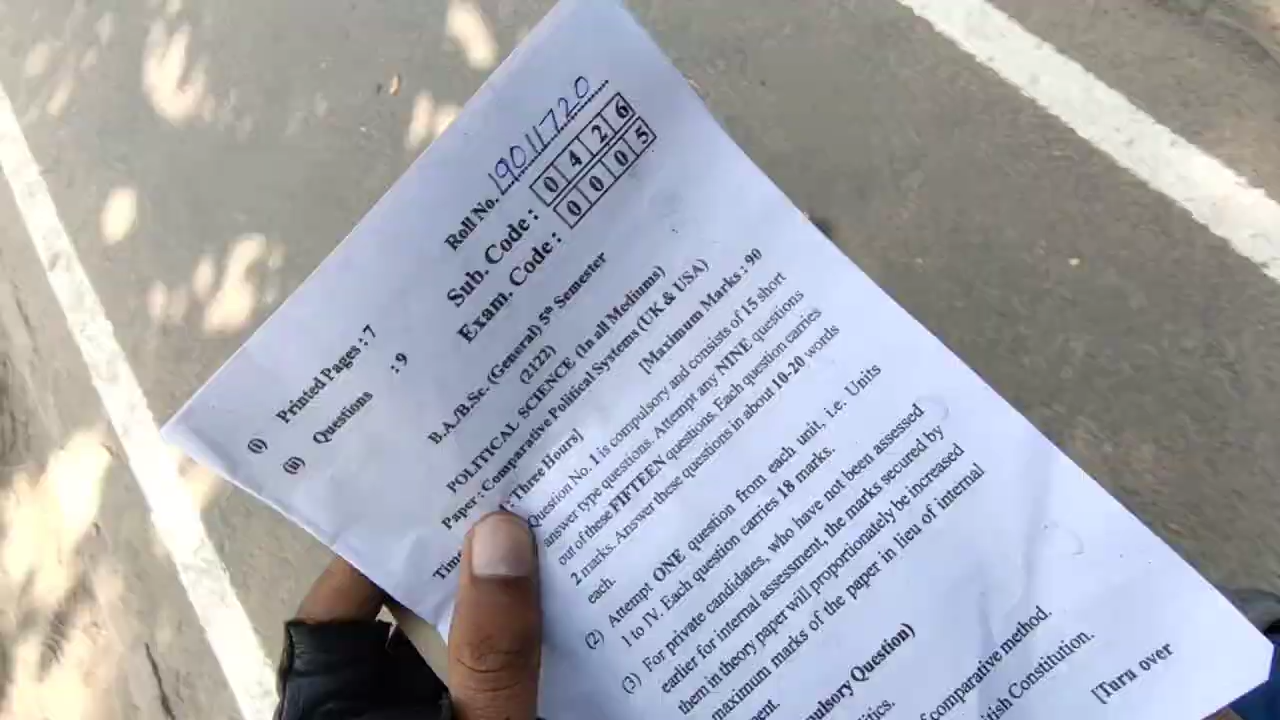 Roll No. 19011720
(i) Printed Pages : 7
Sub. Code : 0 4 2 6
(ii) Questions : 9
Exam. Code : 0 0 0 5
B.A./B.Sc. (General) 5th Semester
(2122)
POLITICAL SCIENCE (In all Mediums)
Paper : Comparative Political Systems (UK & USA)
Time Three Hours] [Maximum Marks : 90
Question No. 1 is compulsory and consists of 15 short
answer type questions. Attempt any NINE questions
out of these FIFTEEN questions. Each question carries
2 marks. Answer these questions in about 10-20 words
each.
(2) Attempt ONE question from each unit, i.e. Units
I to IV. Each question carries 18 marks.
(3) For private candidates, who have not been assessed
earlier for internal assessment, the marks secured by
them in theory paper will proportionately be increased
maximum marks of the paper in lieu of internal
of comparative method.
Constitution.
[Turn over